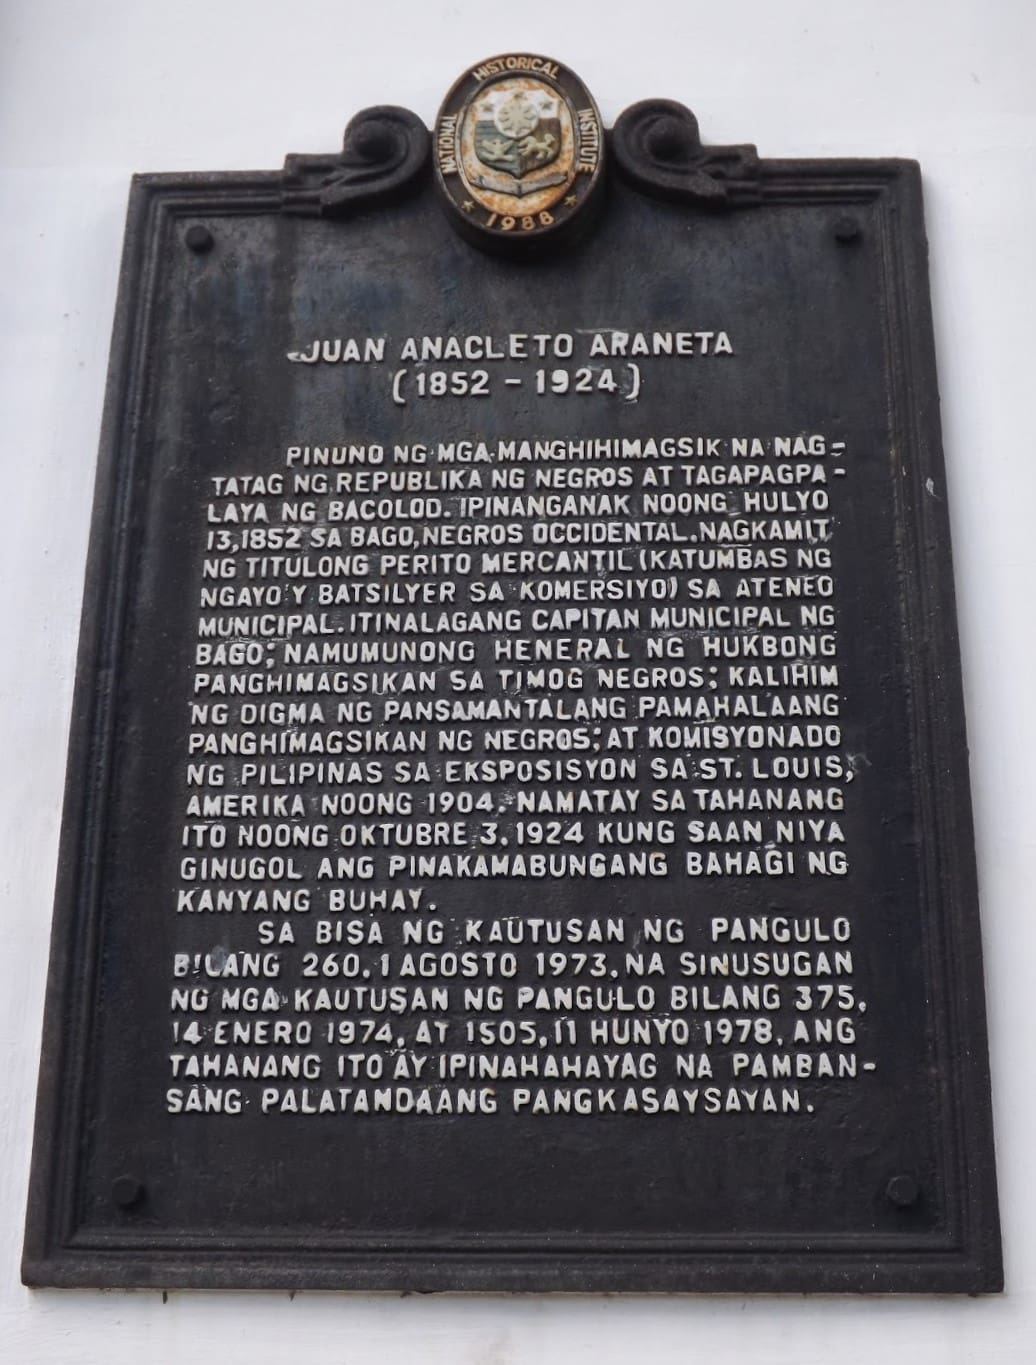 NATIONAL HISTORICAL INSTITUTE
1988
JUAN ANACLETO ARANETA
(1852 - 1924)
PINUNO NG MGA MANGHIHIMAGSIK NA NAG-
TATAG NG REPUBLIKA NG NEGROS AT TAGAPAGPA-
LAYA NG BACOLOD. IPINANGANAK NOONG HULYO
13, 1852 SA BAGO, NEGROS OCCIDENTAL. NAGKAMIT
NG TITULONG PERITO MERCANTIL (KATUMBAS NG
NGAYO'Y BATSILYER SA KOMERSIYO) SA ATENEO
MUNICIPAL. ITINALAGANG CAPITAN MUNICIPAL NG
BAGO; NAMUMUNONG HENERAL NG HUKBONG
PANGHIMAGSIKAN SA TIMOG NEGROS; KALIHIM
NG DIGMA NG PANSAMANTALANG PAMAHALAANG
PANGHIMAGSIKAN NG NEGROS; AT KOMISYONADO
NG PILIPINAS SA EKSPOSISYON SA ST. LOUIS,
AMERIKA NOONG 1904. NAMATAY SA TAHANANG
ITO NOONG OKTUBRE 3, 1924 KUNG SAAN NIYA
GINUGOL ANG PINAKAMABUNGANG BAHAGI NG
KANYANG BUHAY.
SA BISA NG KAUTUSAN NG PANGULO
BILANG 260, 1 AGOSTO 1973, NA SINUSUGAN
NG MGA KAUTUSAN NG PANGULO BILANG 375,
14 ENERO 1974, AT 1505, 11 HUNYO 1978, ANG
TAHANANG ITO AY IPINAHAHAYAG NA PAMBAN-
SANG PALATANDAANG PANGKASAYSAYAN.